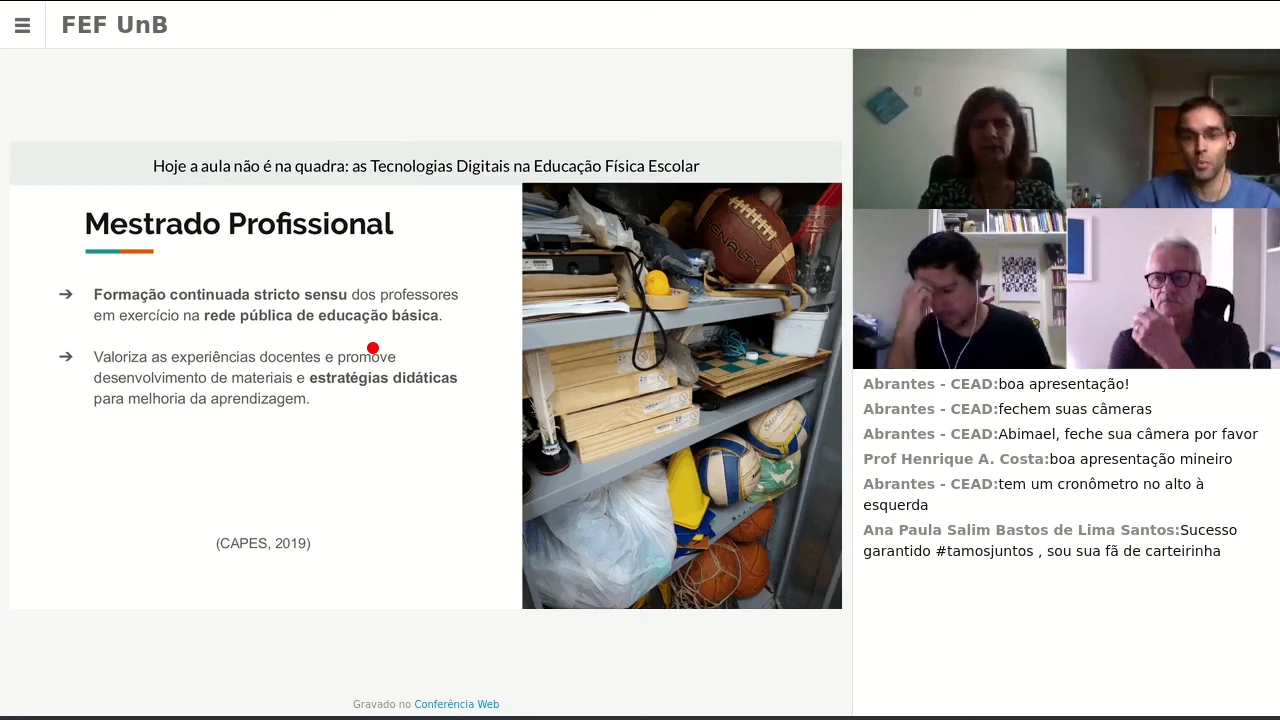 FEF UnB
Hoje a aula não é na quadra: as Tecnologias Digitais na Educação Física Escolar
Mestrado Profissional
➔ Formação continuada stricto sensu dos professores
em exercício na rede pública de educação básica.
➔ Valoriza as experiências docentes e promove
desenvolvimento de materiais e estratégias didáticas
para melhoria da aprendizagem.
(CAPES, 2019)
PENALTY
Abrantes - CEAD:boa apresentação!
Abrantes - CEAD:fechem suas câmeras
Abrantes - CEAD:Abimael, feche sua câmera por favor
Prof Henrique A. Costa:boa apresentação mineiro
Abrantes - CEAD:tem um cronômetro no alto à
esquerda
Ana Paula Salim Bastos de Lima Santos:Sucesso
garantido #tamosjuntos , sou sua fã de carteirinha
Gravado no Conferência Web